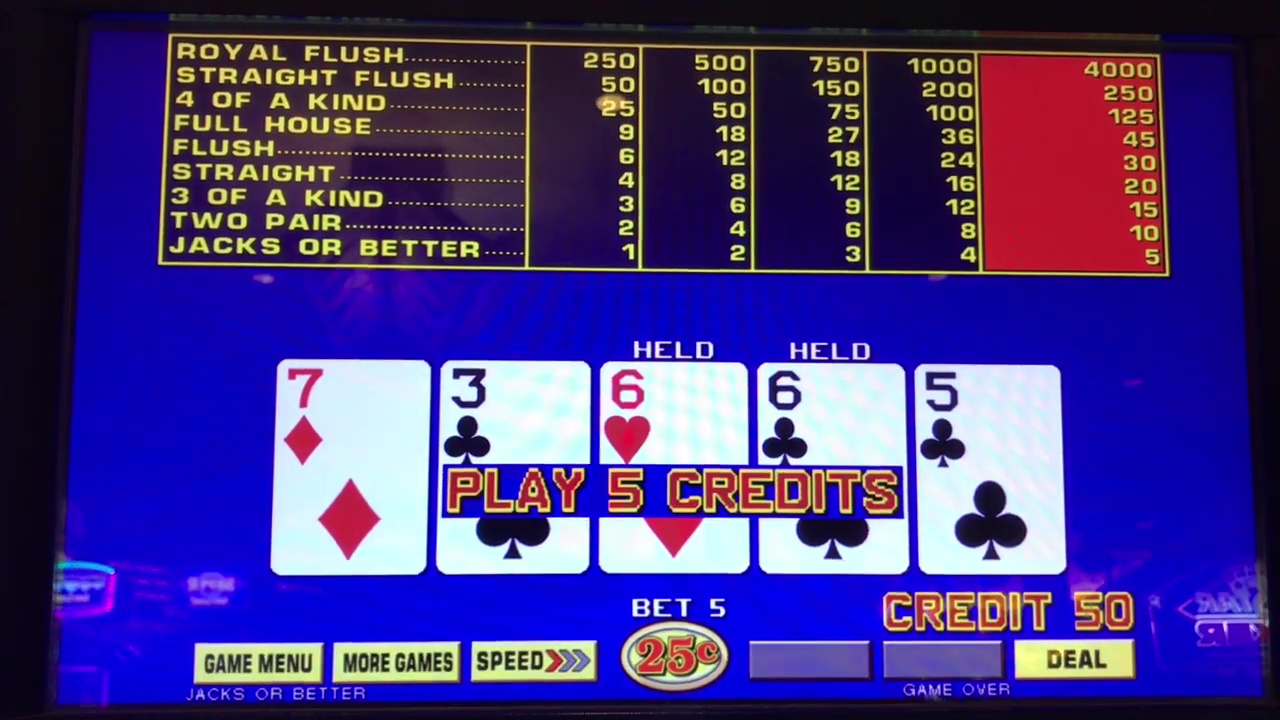 ROYAL FLUSH 250 500 750 1000 4000
STRAIGHT FLUSH 50 100 150 200 250
4 OF A KIND 25 50 75 100 125
FULL HOUSE 9 18 27 36 45
FLUSH 6 12 18 24 30
STRAIGHT 4 8 12 16 20
3 OF A KIND 3 6 9 12 15
TWO PAIR 2 4 6 8 10
JACKS OR BETTER 1 2 3 4 5
HELD HELD
7 3 6 6 5
PLAY 5 CREDITS
BET 5
CREDIT 50
GAME MENU MORE GAMES SPEED 25¢ DEAL
JACKS OR BETTER GAME OVER